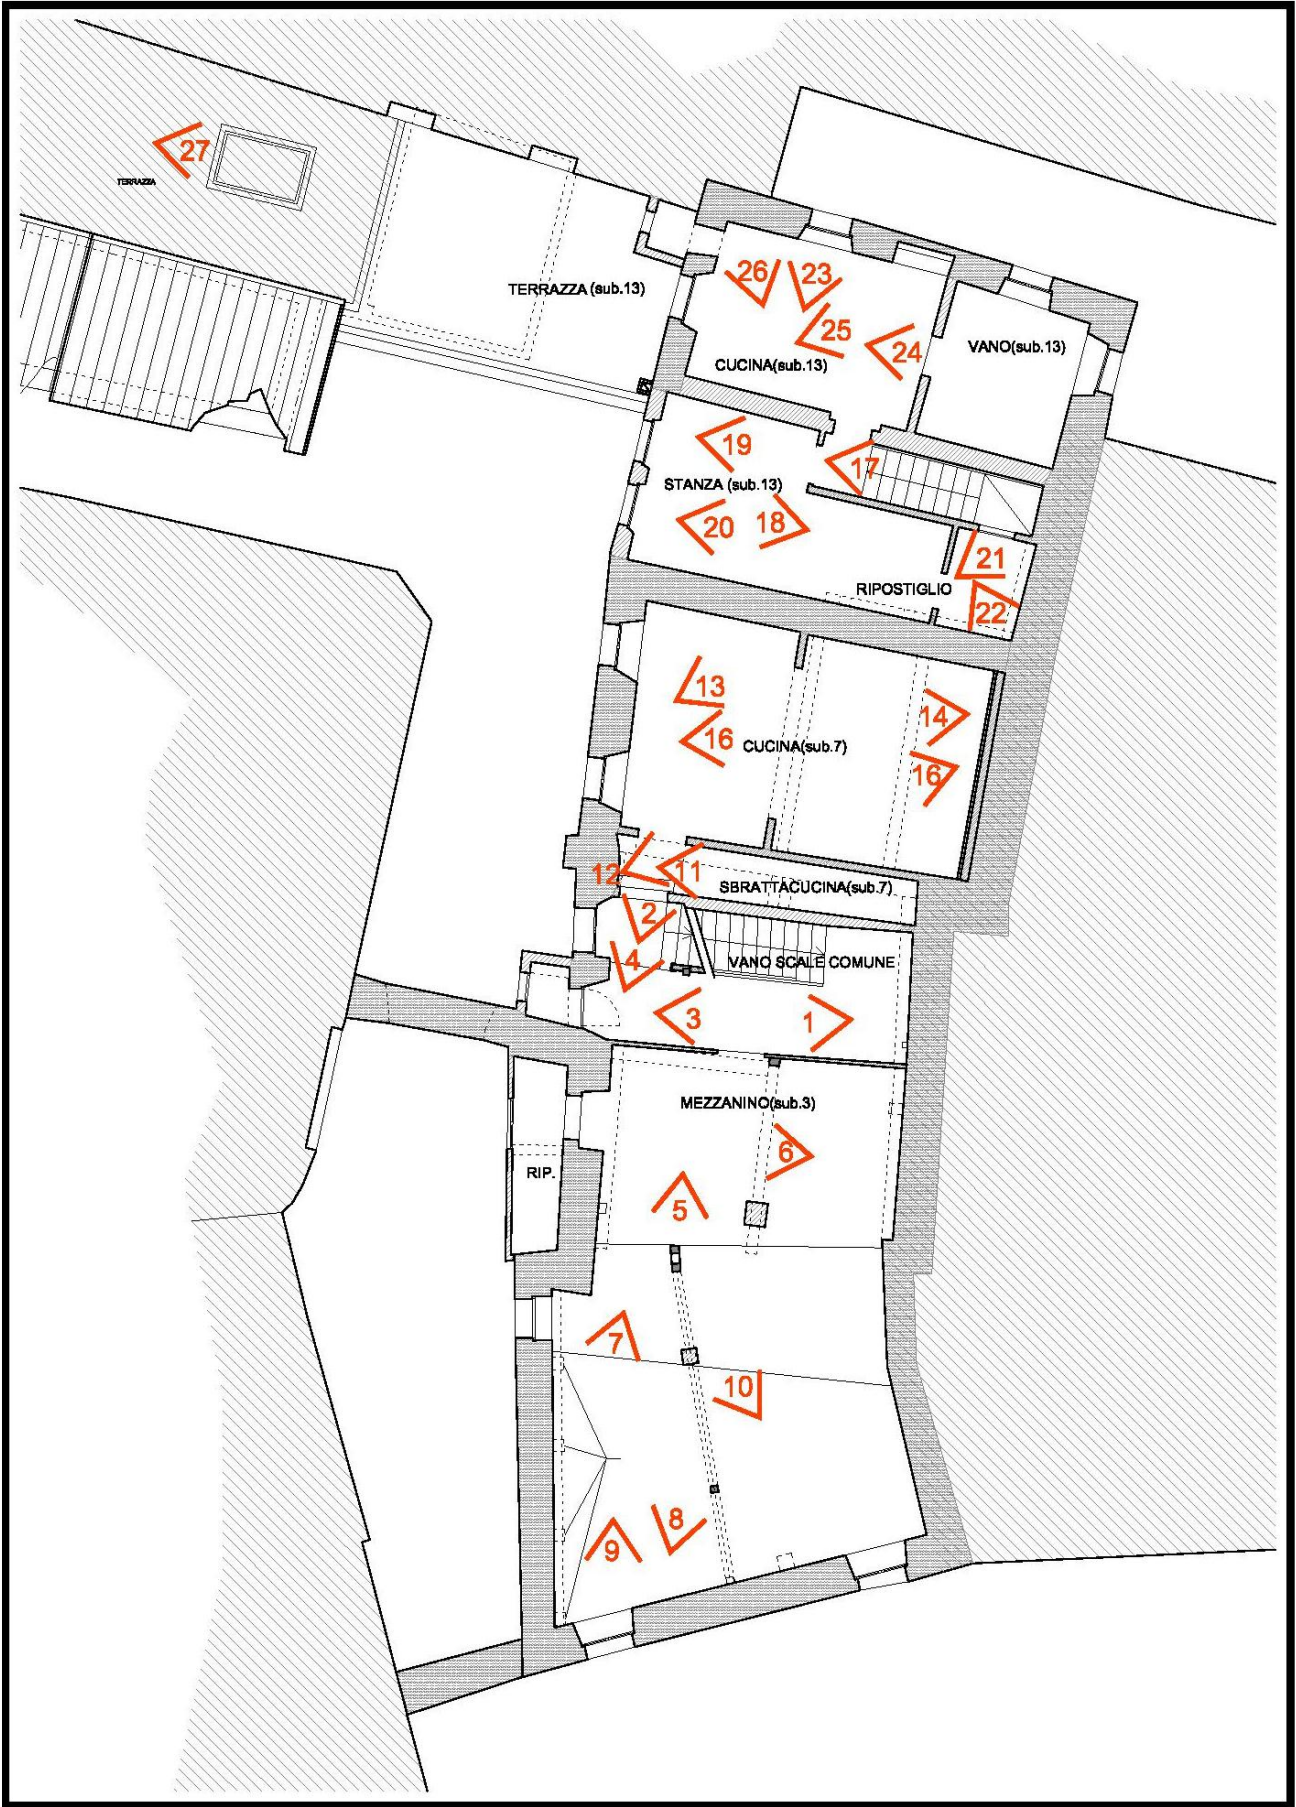 27
TERRAZZA
TERRAZZA (sub.13)
26
23
25
24
CUCINA(sub.13)
VANO(sub.13)
19
17
STANZA (sub.13)
20
18
21
RIPOSTIGLIO
22
13
14
16
CUCINA(sub.7)
16
12
11
SBRATTACUCINA(sub.7)
2
4
VANO SCALE COMUNE
3
1
MEZZANINO(sub.3)
6
RIP.
5
7
10
8
9